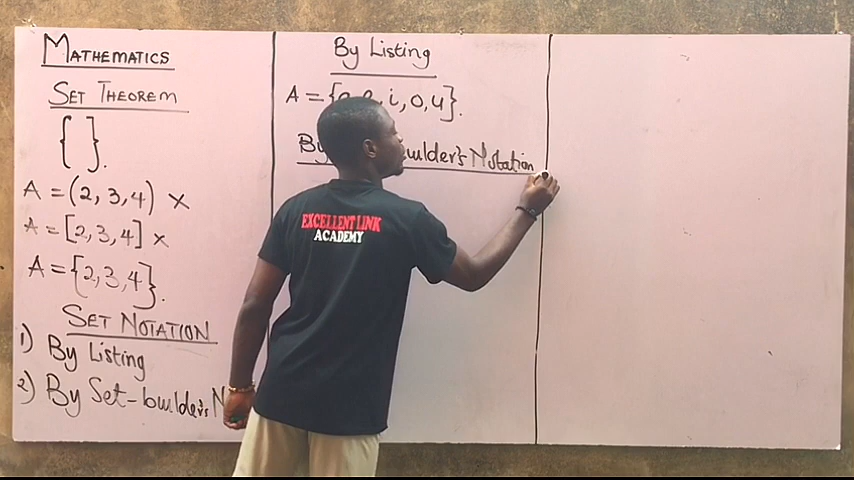 MATHEMATICS
SET THEOREM
{ }.
A = (2, 3, 4) ×
A = [2, 3, 4] ×
A = {2, 3, 4}.
SET NOTATION
1) By Listing
2) By Set-builder's N
By Listing
A = {a, e, i, o, u}.
By builder's Notation
EXCELLENT LINK
ACADEMY